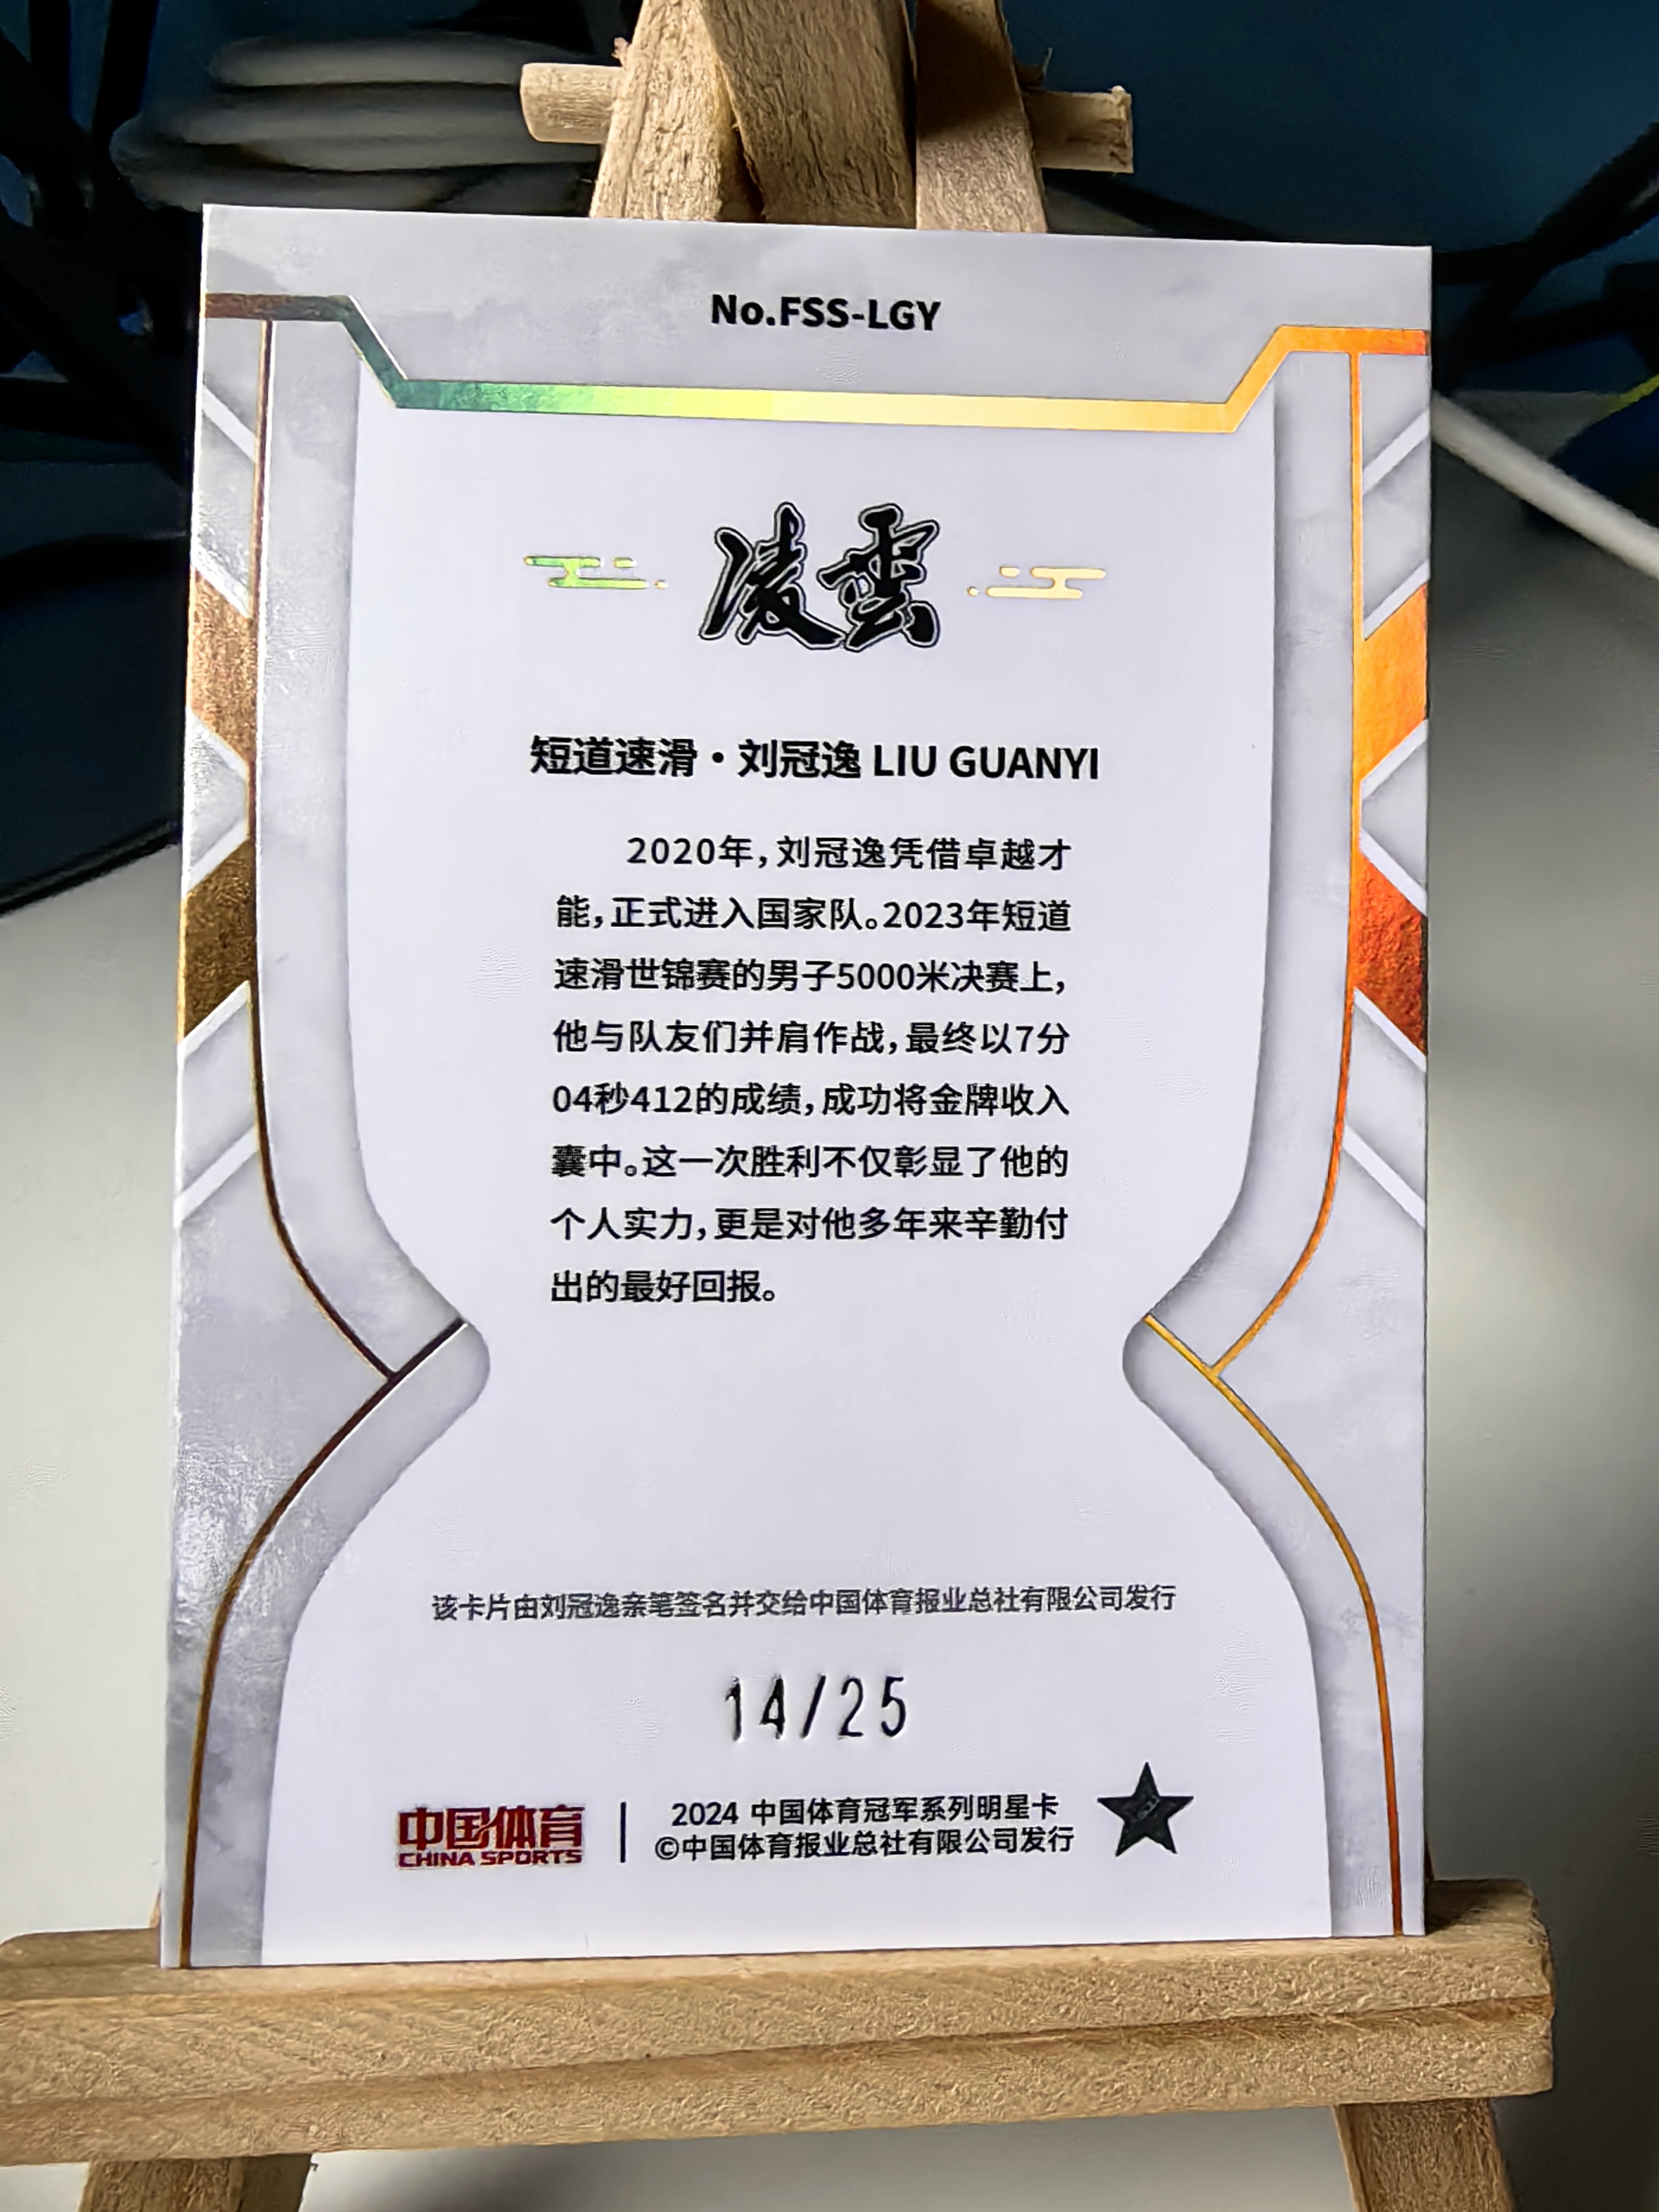 No.FSS-LGY
凌雲
短道速滑·刘冠逸 LIU GUANYI
2020年，刘冠逸凭借卓越才
能，正式进入国家队。2023年短道
速滑世锦赛的男子5000米决赛上，
他与队友们并肩作战，最终以7分
04秒412的成绩，成功将金牌收入
囊中。这一次胜利不仅彰显了他的
个人实力，更是对他多年来辛勤付
出的最好回报。
该卡片由刘冠逸亲笔签名并交给中国体育报业总社有限公司发行
14/25
中国体育
CHINA SPORTS
2024 中国体育冠军系列明星卡
©中国体育报业总社有限公司发行